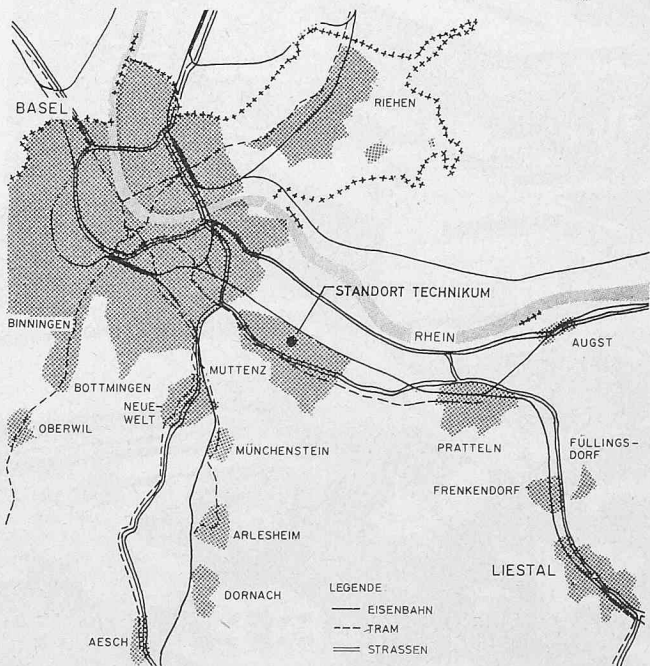 BASEL
RIEHEN
STANDORT TECHNIKUM
RHEIN
AUGST
BINNINGEN
BOTTMINGEN
MUTTENZ
NEUE-
WELT
OBERWIL
MÜNCHENSTEIN
PRATTELN
FÜLLINGS-
DORF
FRENKENDORF
ARLESHEIM
LIESTAL
DORNACH
AESCH
LEGENDE
EISENBAHN
TRAM
STRASSEN